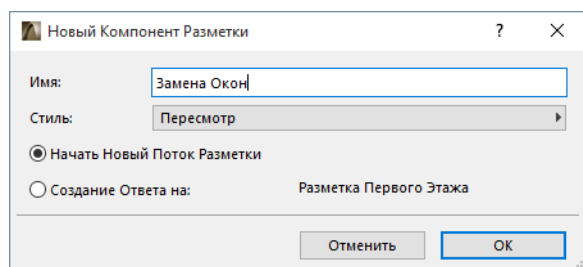 Новый Компонент Разметки ?
Имя: Замена Окон
Стиль: Пересмотр
Начать Новый Поток Разметки
Создание Ответа на: Разметка Первого Этажа
Отменить OK